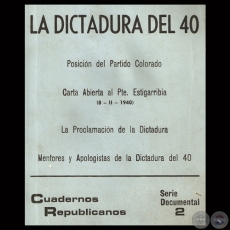 LA DICTADURA DEL 40
Posición del Partido Colorado
Carta Abierta al Pte. Estigarribia
(8 - II - 1940)
La Proclamación de la Dictadura
Mentores y Apologistas de la Dictadura del 40
Cuadernos Republicanos
Serie Documental 2